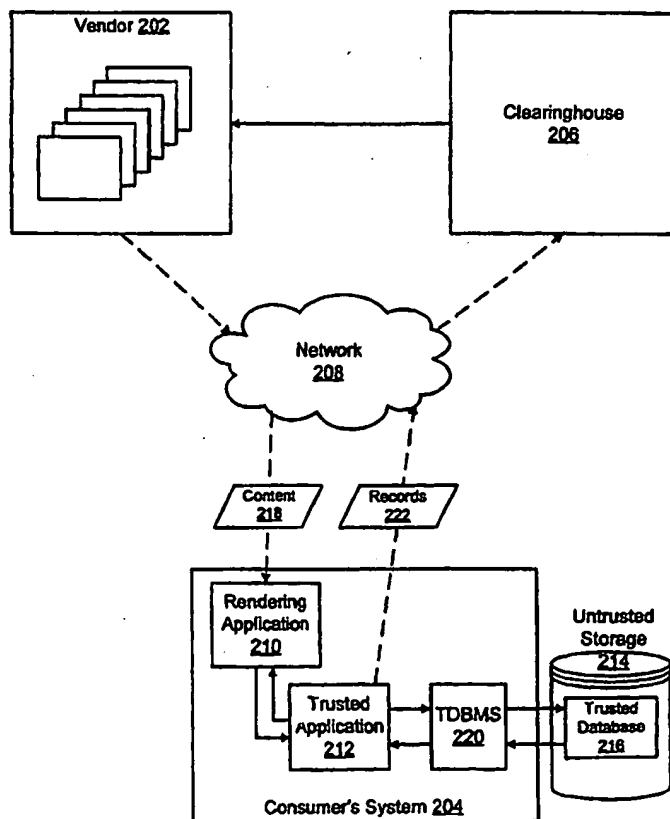 Vendor 202
Clearinghouse
206
Network
208
Content
218
Records
222
Rendering
Application
210
Untrusted
Storage
214
Trusted
Application
212
TDBMS
220
Trusted
Database
216
Consumer's System 204